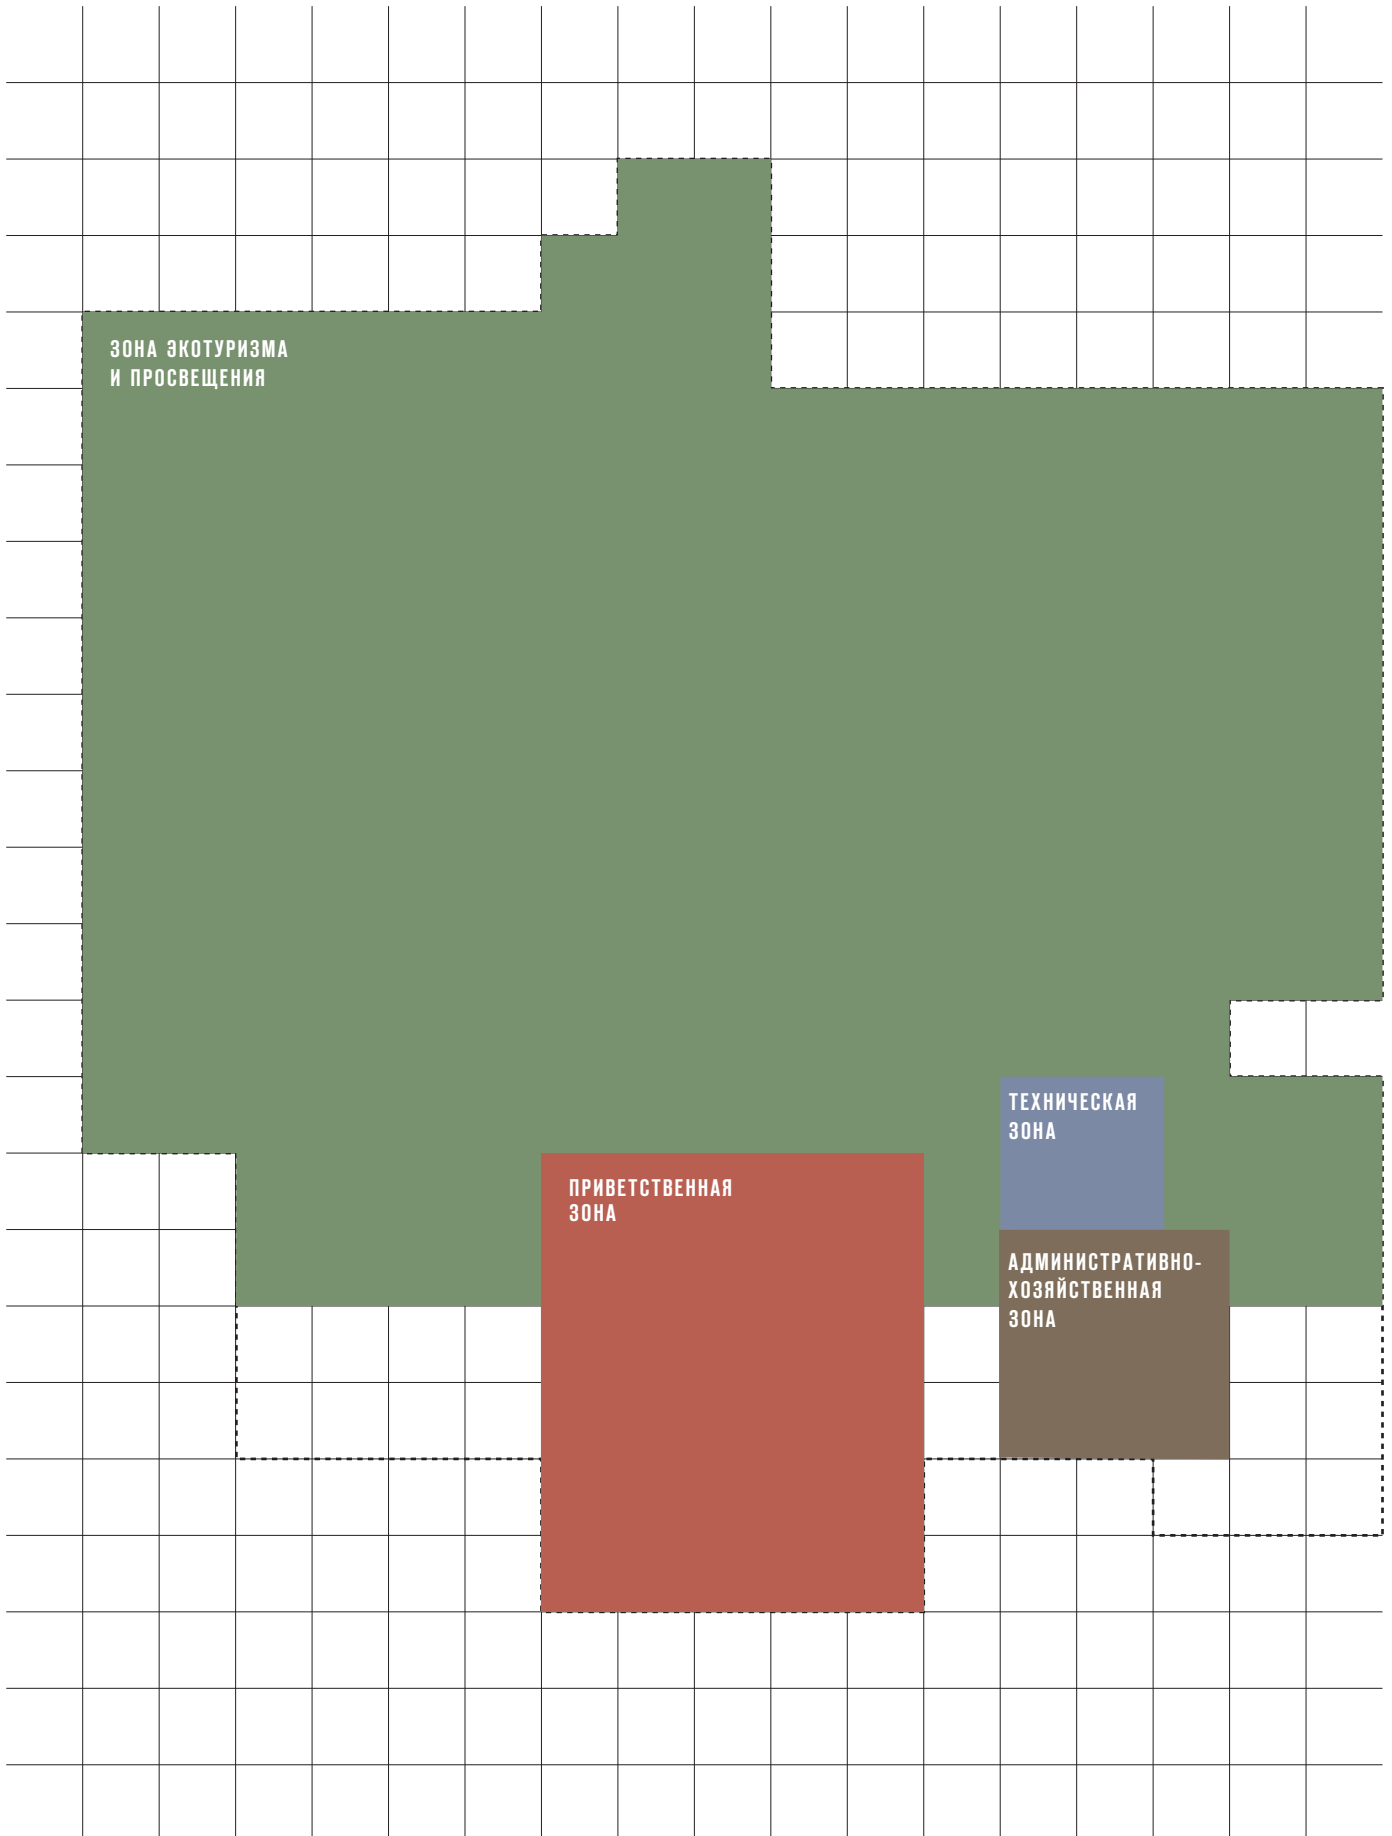 ЗОНА ЭКОТУРИЗМА
И ПРОСВЕЩЕНИЯ
ТЕХНИЧЕСКАЯ
ЗОНА
ПРИВЕТСТВЕННАЯ
ЗОНА
АДМИНИСТРАТИВНО-
ХОЗЯЙСТВЕННАЯ
ЗОНА